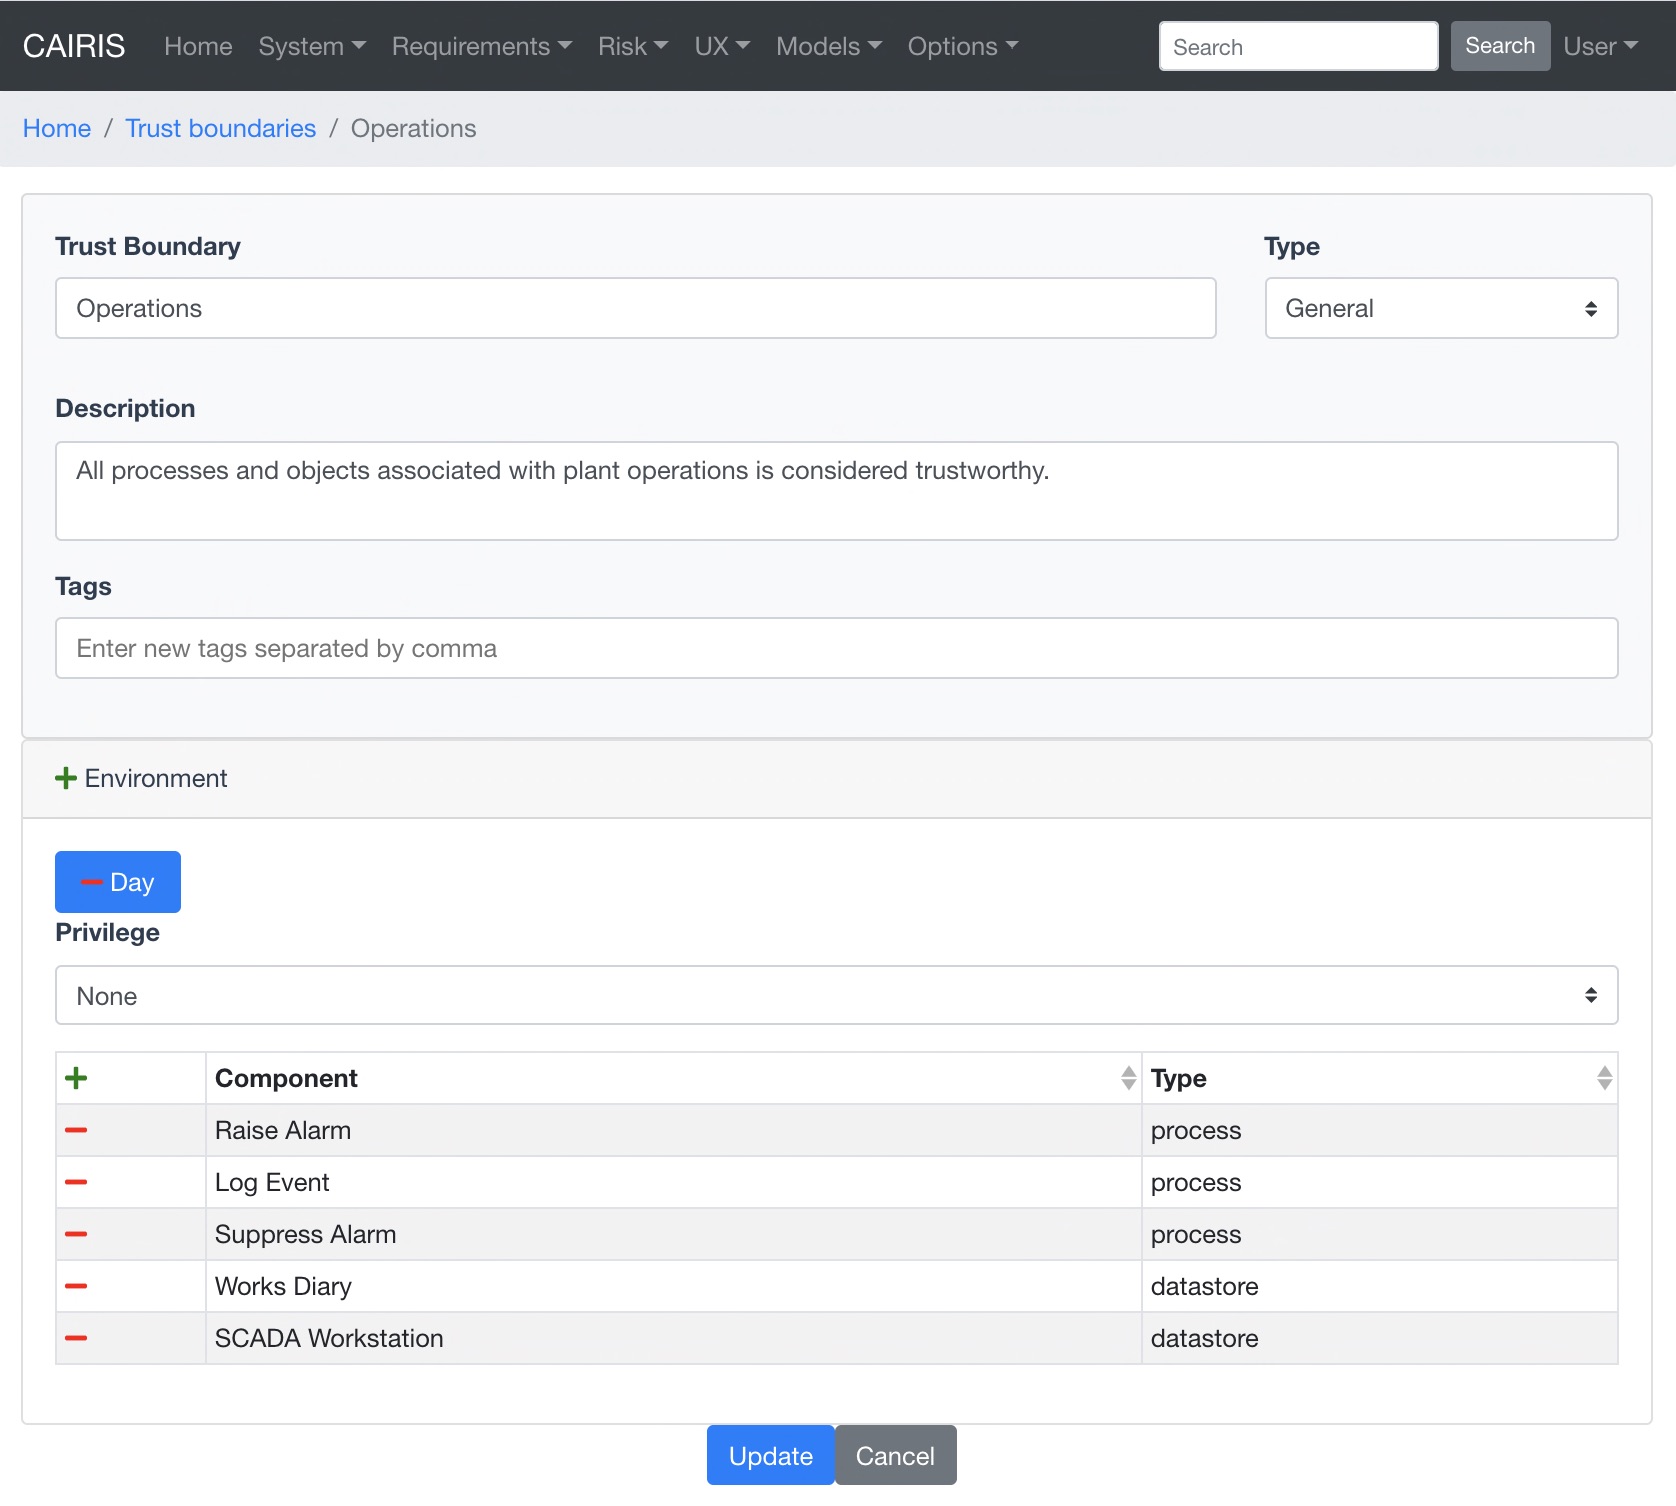 CAIRIS Home System Requirements Risk UX Models Options Search Search User
Home / Trust boundaries / Operations
Trust Boundary Type
Operations General
Description
All processes and objects associated with plant operations is considered trustworthy.
Tags
Enter new tags separated by comma
Environment
Day
Privilege
None
Component Type
Raise Alarm process
Log Event process
Suppress Alarm process
Works Diary datastore
SCADA Workstation datastore
Update Cancel